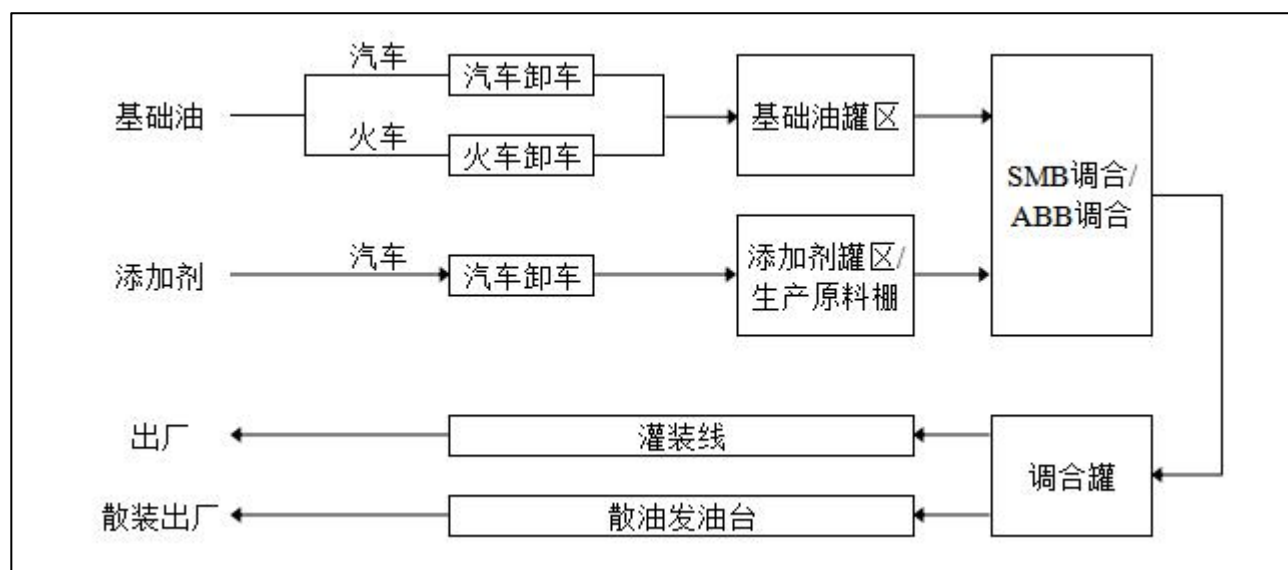 汽车
汽车卸车
基础油
火车
火车卸车
基础油罐区
SMB调合/
ABB调合
添加剂
汽车
汽车卸车
添加剂罐区/
生产原料棚
出厂
灌装线
调合罐
散装出厂
散油发油台